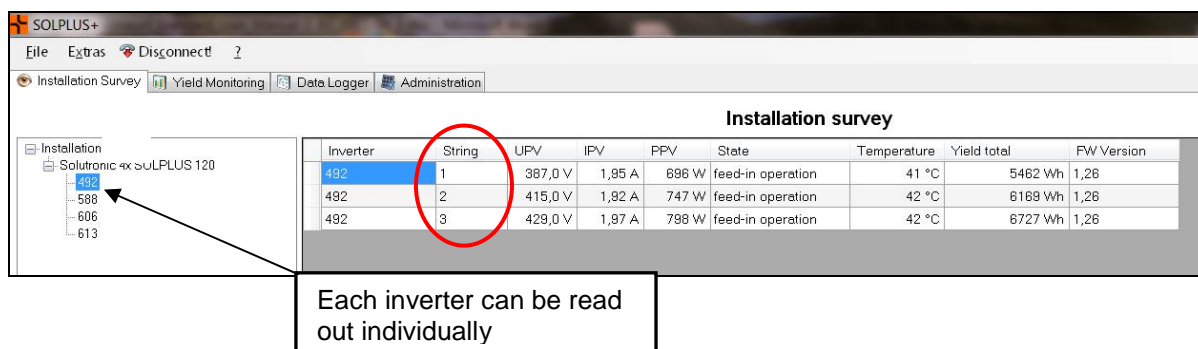 SOLPLUS+
File Extras Disconnect! ?
Installation Survey Yield Monitoring Data Logger Administration
Installation survey
Installation
Solutronic 4x SOLPLUS 120
492
588
606
613
Inverter String UPV IPV PPV State Temperature Yield total FW Version
492 1 387,0 V 1,95 A 696 W feed-in operation 41 °C 5462 Wh 1,26
492 2 415,0 V 1,92 A 747 W feed-in operation 42 °C 6169 Wh 1,26
492 3 429,0 V 1,97 A 798 W feed-in operation 42 °C 6727 Wh 1,26
Each inverter can be read
out individually